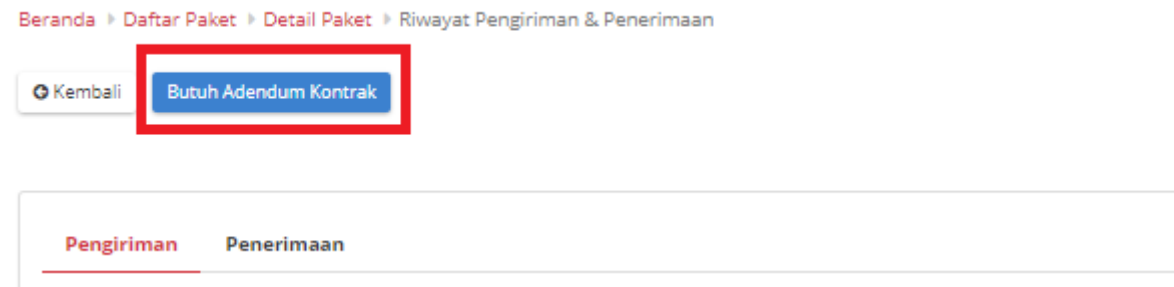 Beranda Daftar Paket Detail Paket Riwayat Pengiriman & Penerimaan
Kembali Butuh Adendum Kontrak
Pengiriman Penerimaan